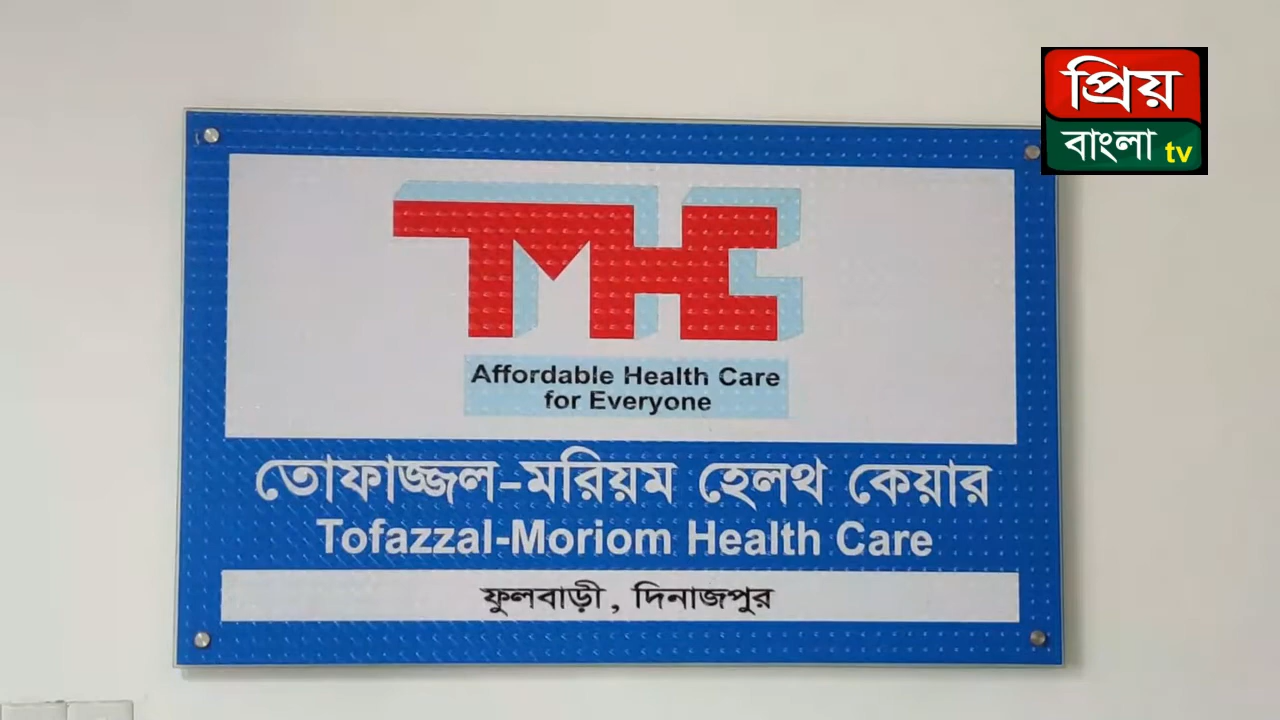 প্রিয়
বাংলা tv
TMHC
Affordable Health Care
for Everyone
তোফাজ্জল-মরিয়ম হেলথ কেয়ার
Tofazzal-Moriom Health Care
ফুলবাড়ী, দিনাজপুর